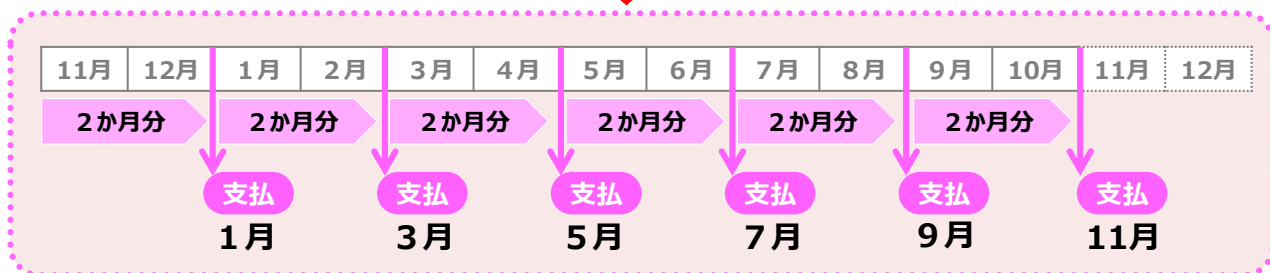 11月 12月 1月 2月 3月 4月 5月 6月 7月 8月 9月 10月 11月 12月
２か月分 ２か月分 ２か月分 ２か月分 ２か月分 ２か月分
支払 支払 支払 支払 支払 支払
1月 3月 5月 7月 9月 11月